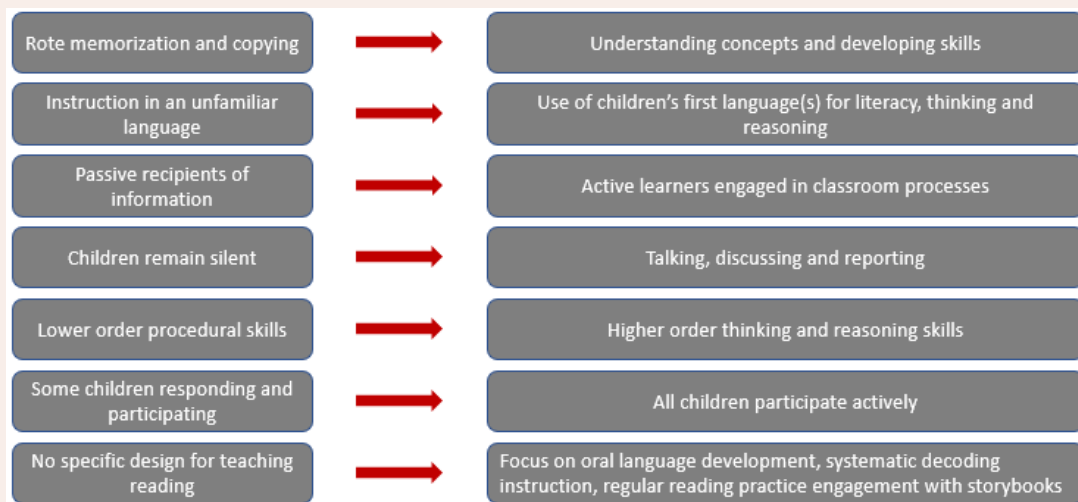 Rote memorization and copying
Understanding concepts and developing skills
Instruction in an unfamiliar
language
Use of children's first language(s) for literacy, thinking and
reasoning
Passive recipients of
information
Active learners engaged in classroom processes
Children remain silent
Talking, discussing and reporting
Lower order procedural skills
Higher order thinking and reasoning skills
Some children responding and
participating
All children participate actively
No specific design for teaching
reading
Focus on oral language development, systematic decoding
instruction, regular reading practice engagement with storybooks